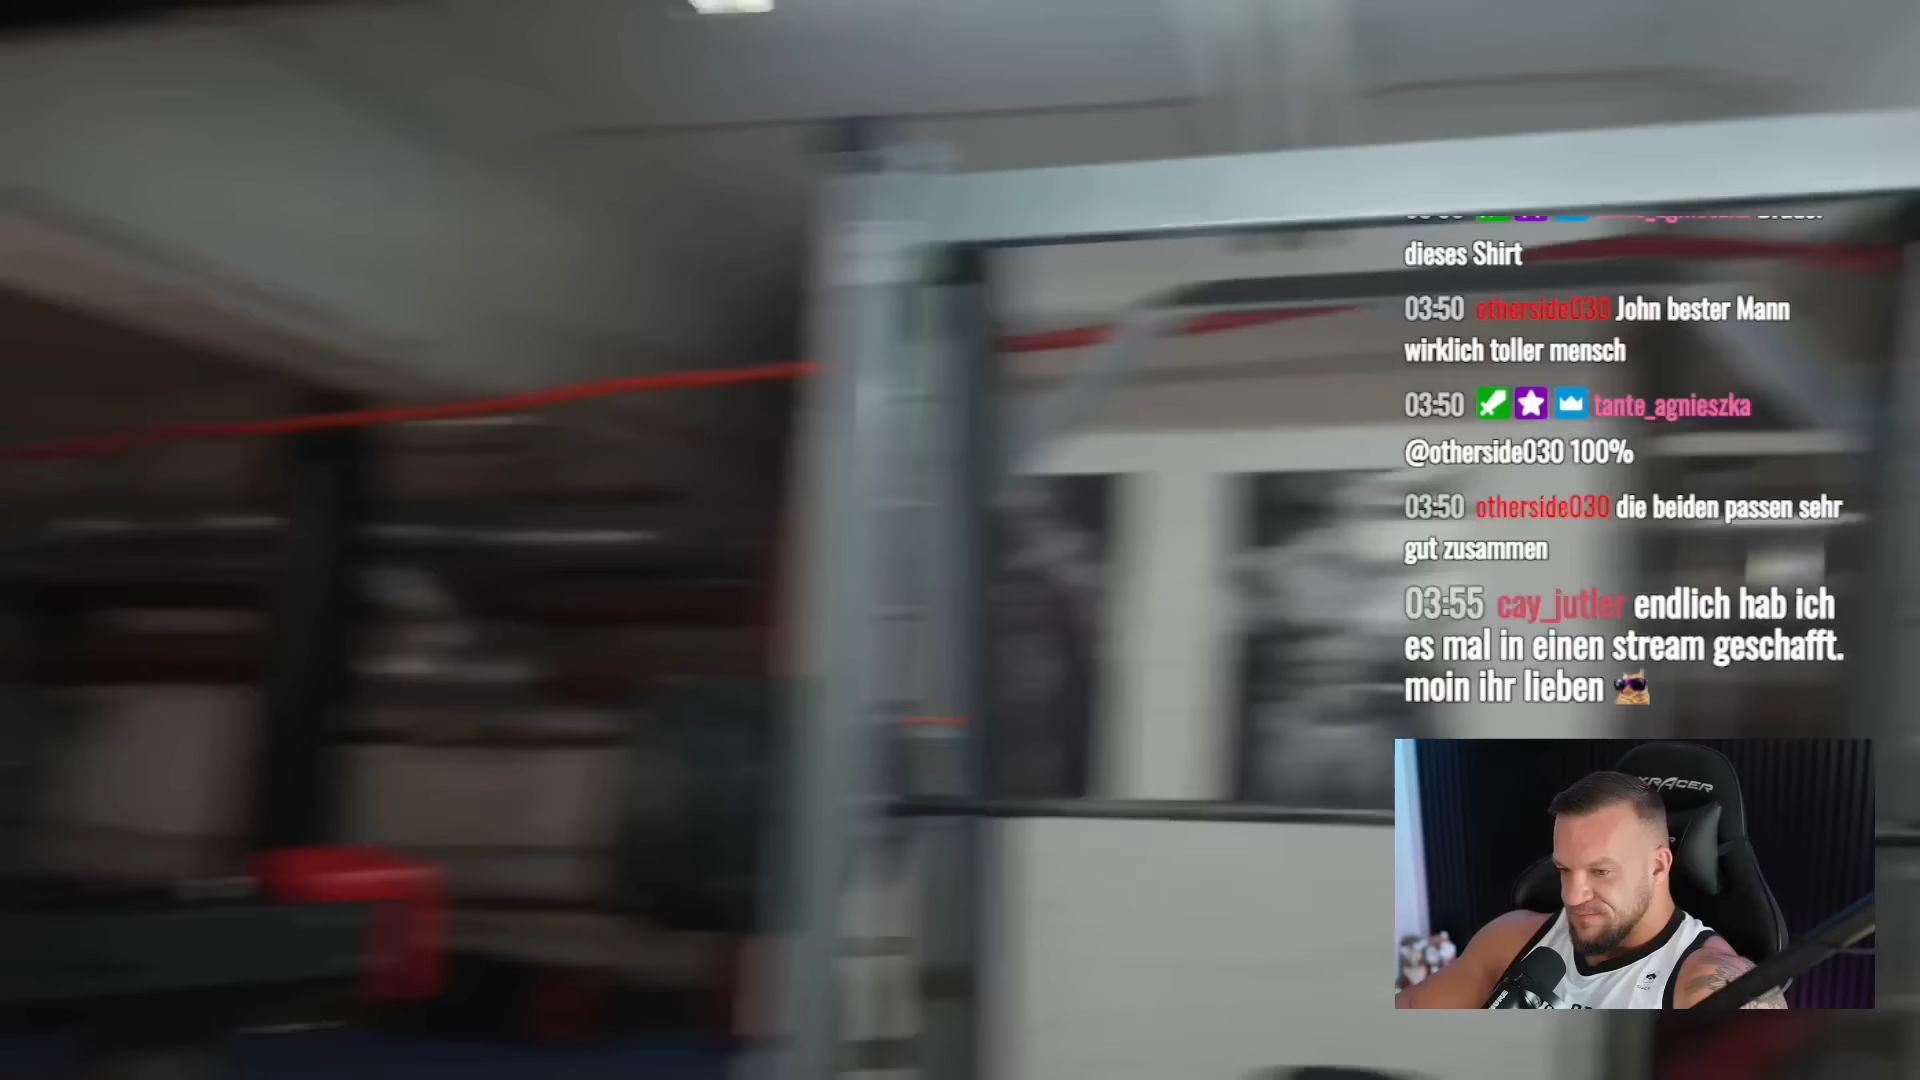 dieses Shirt
03:50 otherside030 John bester Mann
wirklich toller mensch
03:50 tante_agnieszka
@otherside030 100%
03:50 otherside030 die beiden passen sehr
gut zusammen
03:55 cay_jutler endlich hab ich
es mal in einen stream geschafft.
moin ihr lieben